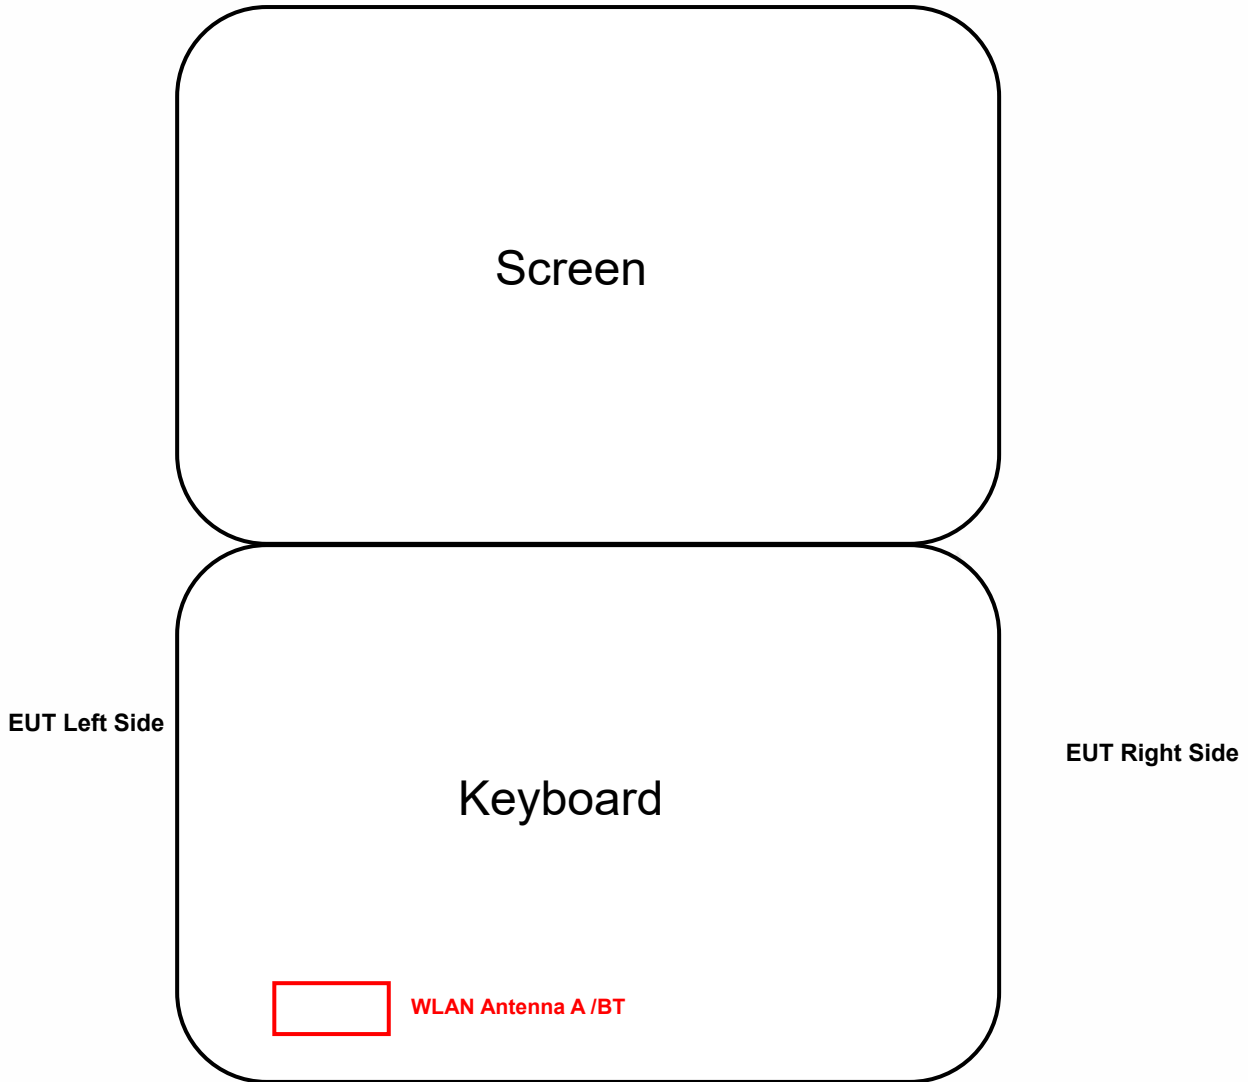 Screen
EUT Left Side
EUT Right Side
Keyboard
WLAN Antenna A /BT